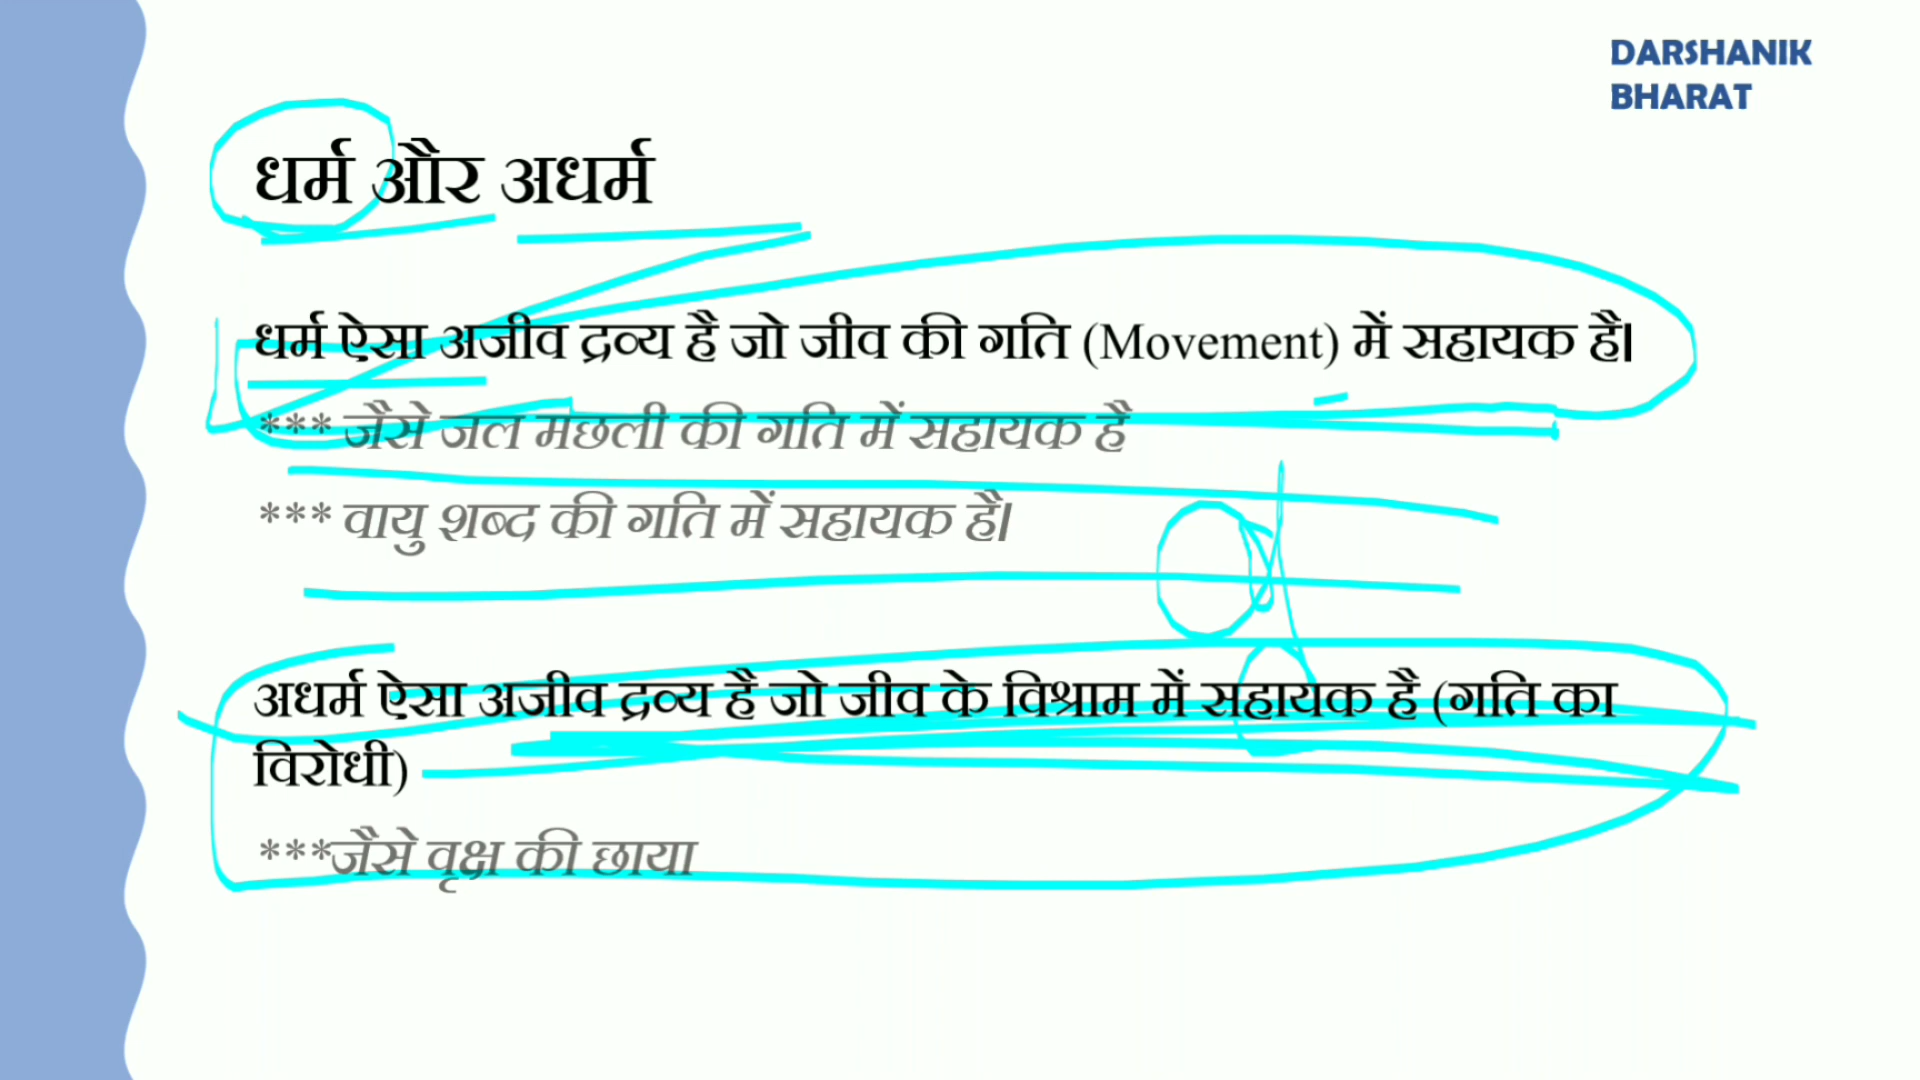 DARSHANIK
BHARAT
धर्म और अधर्म
धर्म ऐसा अजीव द्रव्य है जो जीव की गति (Movement) में सहायक है।
*** जैसे जल मछली की गति में सहायक है
*** वायु शब्द की गति में सहायक है।
अधर्म ऐसा अजीव द्रव्य है जो जीव के विश्राम में सहायक है (गति का
विरोधी)
***जैसे वृक्ष की छाया